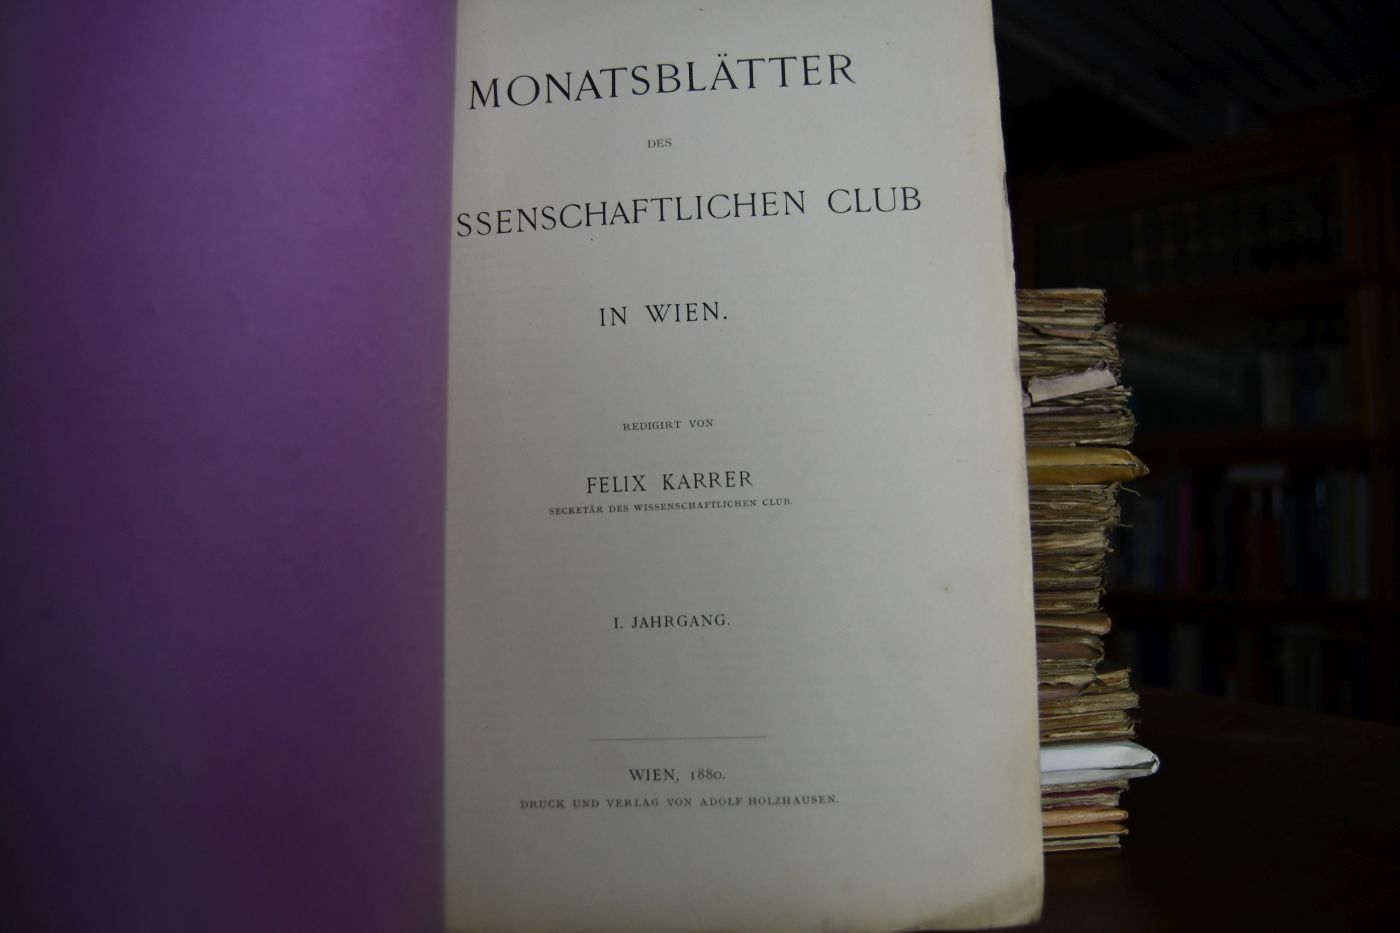 MONATSBLÄTTER
DES
SSENSCHAFTLICHEN CLUB
IN WIEN.
REDIGIRT VON
FELIX KARRER
SECRETÄR DES WISSENSCHAFTLICHEN CLUB.
I. JAHRGANG.
WIEN, 1880.
DRUCK UND VERLAG VON ADOLF HOLZHAUSEN.